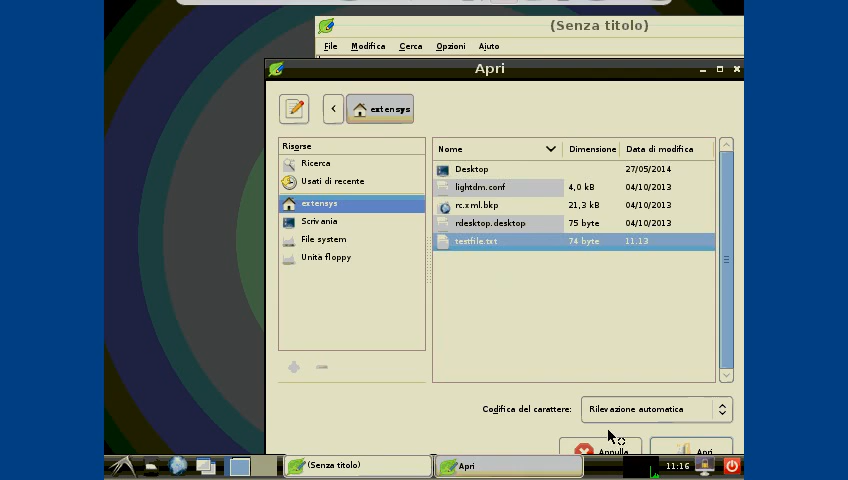 (Senza titolo)
File Modifica Cerca Opzioni Aiuto
Apri
< extensys
Risorse
Ricerca
Usati di recente
extensys
Scrivania
File system
Unità floppy
Nome Dimensione Data di modifica
Desktop 27/05/2014
lightdm.conf 4,0 kB 04/10/2013
rc.xml.bkp 21,3 kB 04/10/2013
rdesktop.desktop 75 byte 04/10/2013
testfile.txt 74 byte 11.13
Codifica del carattere: Rilevazione automatica
Annulla Apri
(Senza titolo) Apri 11:16